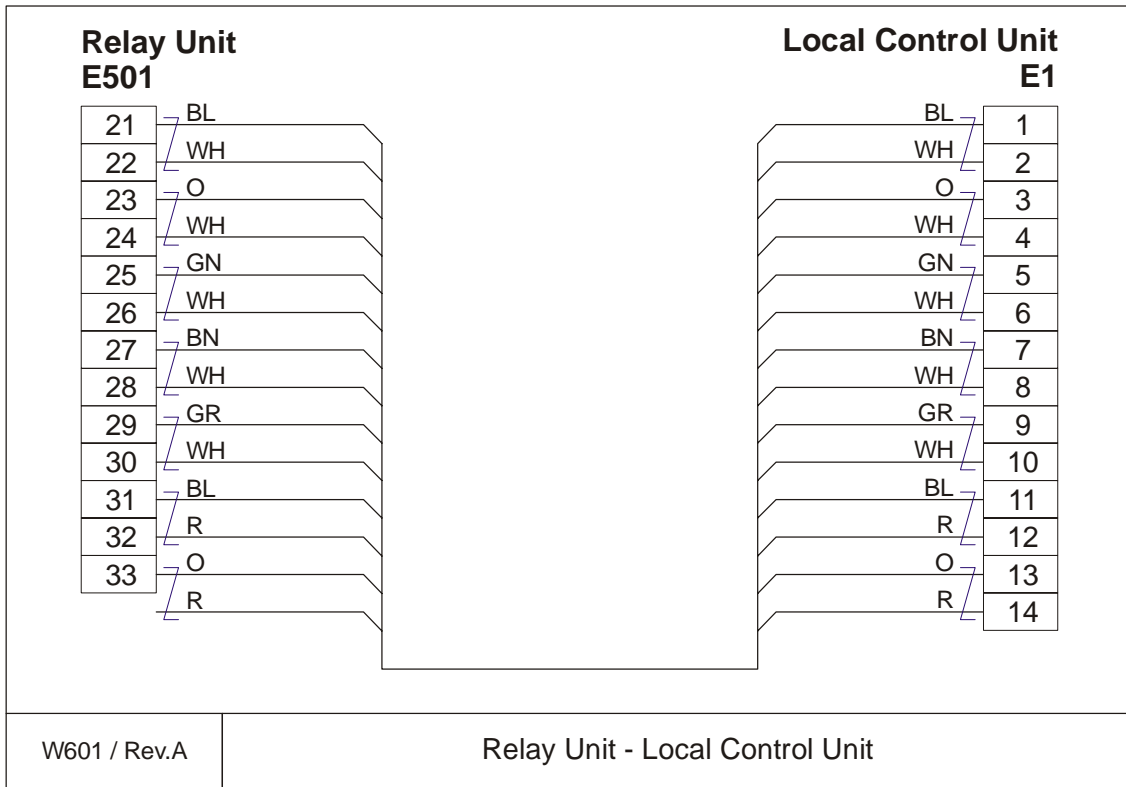 Relay Unit
E501
21 BL
22 WH
23 O
24 WH
25 GN
26 WH
27 BN
28 WH
29 GR
30 WH
31 BL
32 R
33 O
R
Local Control Unit
E1
BL 1
WH 2
O 3
WH 4
GN 5
WH 6
BN 7
WH 8
GR 9
WH 10
BL 11
R 12
O 13
R 14
W601 / Rev.A
Relay Unit - Local Control Unit